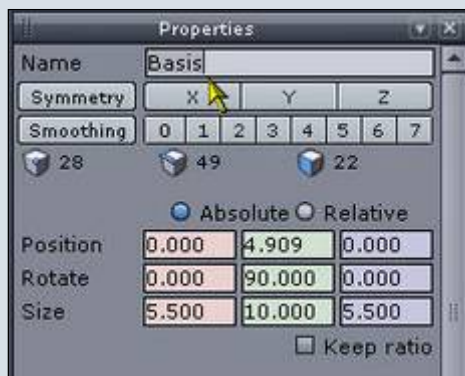 Properties
Name Basis
Symmetry X Y Z
Smoothing 0 1 2 3 4 5 6 7
28 49 22
Absolute Relative
Position 0.000 4.909 0.000
Rotate 0.000 90.000 0.000
Size 5.500 10.000 5.500
Keep ratio